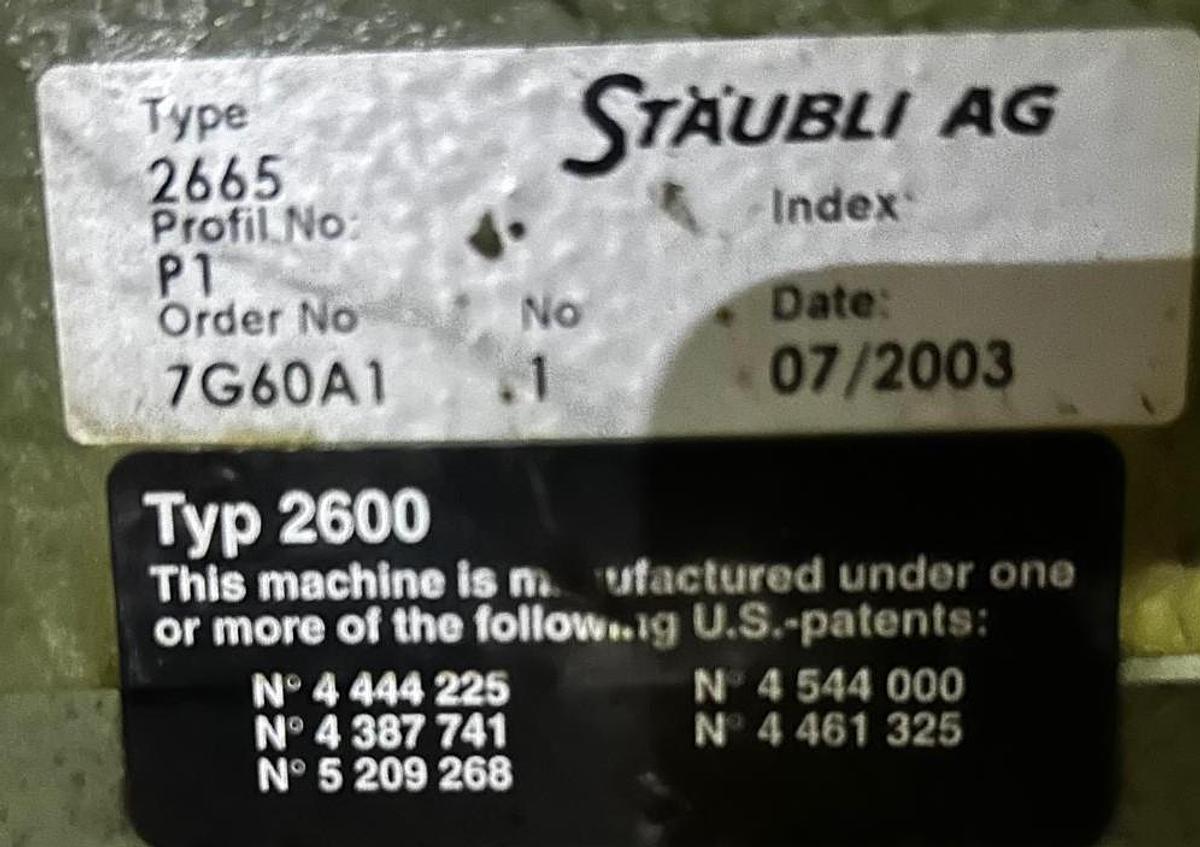 Type
STÄUBLI AG
2665
Index
Profil No:
P1
Order No
No
Date:
7G60A1
1
07/2003
Typ 2600
This machine is under one
or more of the U.S.-patents:
N° 4 444 225
N° 4 544 000
N° 4 387 741
N° 4 461 325
N° 5 209 268